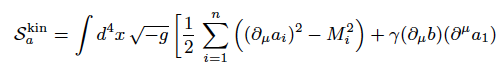 $\mathcal{S}_a^{\text{kin}} = \int d^4x \sqrt{-g} \left[ \frac{1}{2} \sum_{i=1}^{n} \left( (\partial_\mu a_i)^2 - M_i^2 \right) + \gamma (\partial_\mu b)(\partial^\mu a_1) \right.$